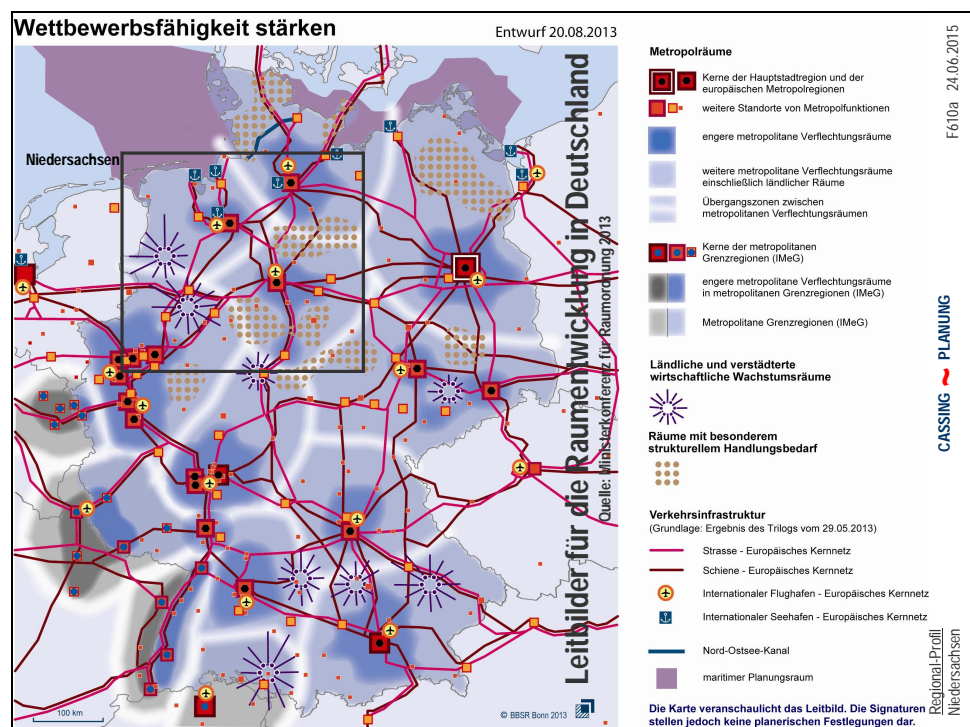 Wettbewerbsfähigkeit stärken
Entwurf 20.08.2013
Niedersachsen
Leitbilder für die Raumentwicklung in Deutschland
Quelle: Ministerkonferenz für Raumordnung 2013
100 km
© BBSR Bonn 2013
Metropolräume
Kerne der Hauptstadtregion und der
europäischen Metropolregionen
weitere Standorte von Metropolfunktionen
engere metropolitane Verflechtungsräume
weitere metropolitane Verflechtungsräume
einschließlich ländlicher Räume
Übergangszonen zwischen
metropolitanen Verflechtungsräumen
Kerne der metropolitanen
Grenzregionen (IMeG)
engere metropolitane Verflechtungsräume
in metropolitanen Grenzregionen (IMeG)
Metropolitane Grenzregionen (IMeG)
Ländliche und verstädterte
wirtschaftliche Wachstumsräume
Räume mit besonderem
strukturellem Handlungsbedarf
Verkehrsinfrastruktur
(Grundlage: Ergebnis des Trilogs vom 29.05.2013)
Strasse - Europäisches Kernnetz
Schiene - Europäisches Kernnetz
Internationaler Flughafen - Europäisches Kernnetz
Internationaler Seehafen - Europäisches Kernnetz
Nord-Ostsee-Kanal
maritimer Planungsraum
Die Karte veranschaulicht das Leitbild. Die Signaturen
stellen jedoch keine planerischen Festlegungen dar.
F610a 24.06.2015
CASSING ~ PLANUNG
Regional-Profil
Niedersachsen